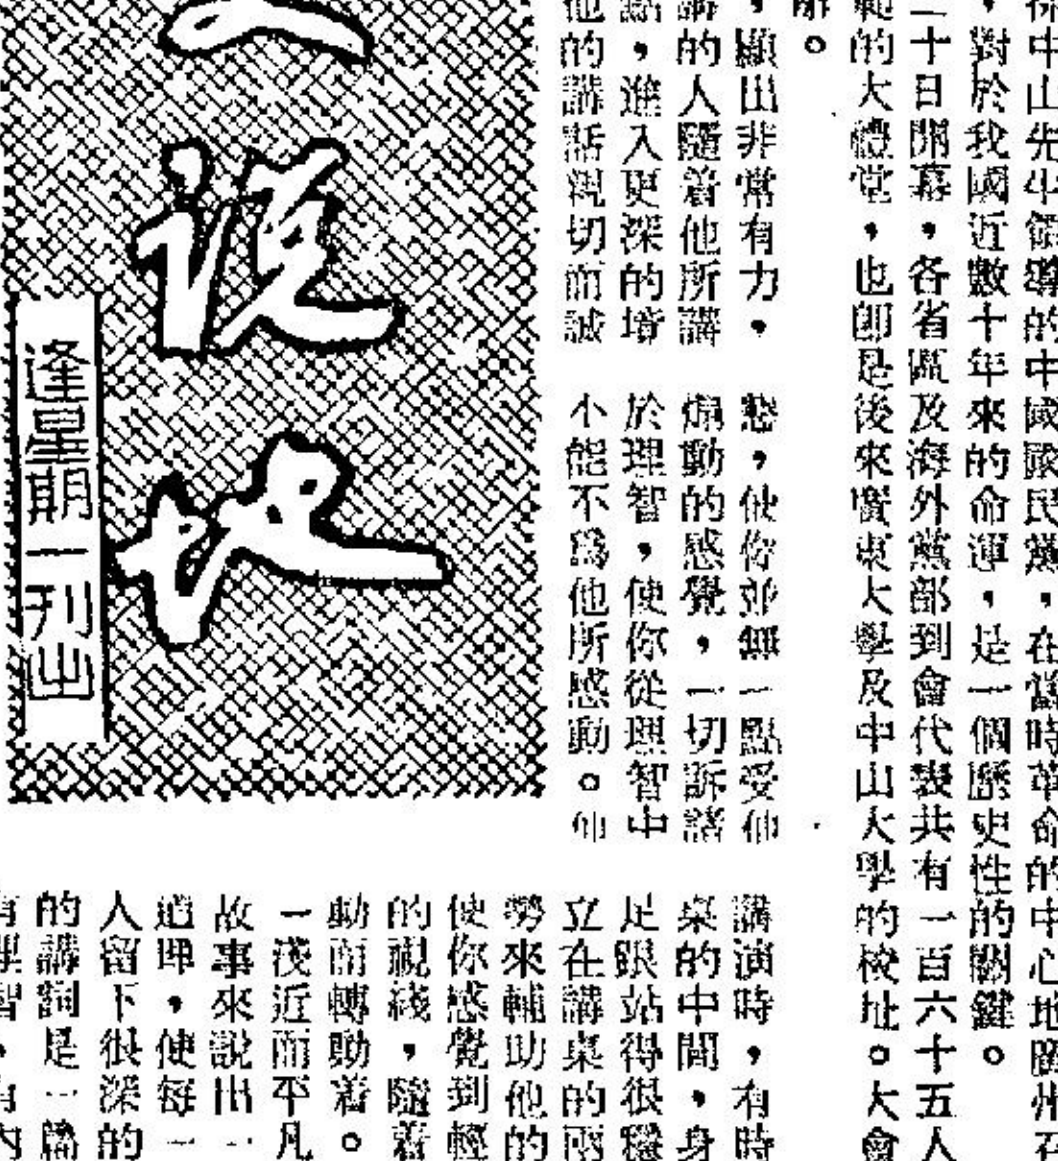 孫中山先生領導的中國國民黨，在當時革命的中心地廣州召
，對於我國近數十年來的命運，是一個歷史性的關鍵。
二十日開幕，各省區及海外黨部到會代表共有一百六十五人
範的大禮堂，也卽是後來廣東大學及中山大學的校址。大會
。
，顯出非常有力，
講的人隨着他所講
，進入更深的境
他的講話親切而誠
懇，使你並無一點受他
煽動的感覺，一切訴諸
於理智，使你從理智中
不能不爲他所感動。他
說地
逢星期一刊出
講演時，有時
桌的中間，身
足跟站得很穩
立在講桌的兩
勞來輔助他的
使你感覺到輕
的視綫，隨着
動而轉動着。
一淺近而平凡
故事來說出一
道理，使每一
人留下很深的
的講詞是一篇
有理智，有內